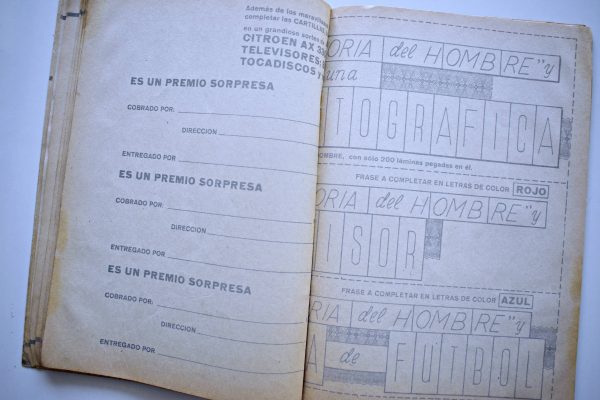 Además de los
completar las CARTILLAS
en un grandioso sorteo
CITROEN AX
TELEVISORES
TOCADISCOS y
ES UN PREMIO SORPRESA
COBRADO POR:
DIRECCION
ENTREGADO POR
ES UN PREMIO SORPRESA
COBRADO POR:
DIRECCION
ENTREGADO POR
ES UN PREMIO SORPRESA
COBRADO POR:
DIRECCION
ENTREGADO POR
ORIA del HOMBRE" y
una
TOGRAFICA
HOMBRE, con sólo 200 láminas pegadas en él.
FRASE A COMPLETAR EN LETRAS DE COLOR ROJO
ORIA del HOMBRE" y
ISOR
FRASE A COMPLETAR EN LETRAS DE COLOR AZUL
ORIA del HOMBRE" y
A de FUTBOL